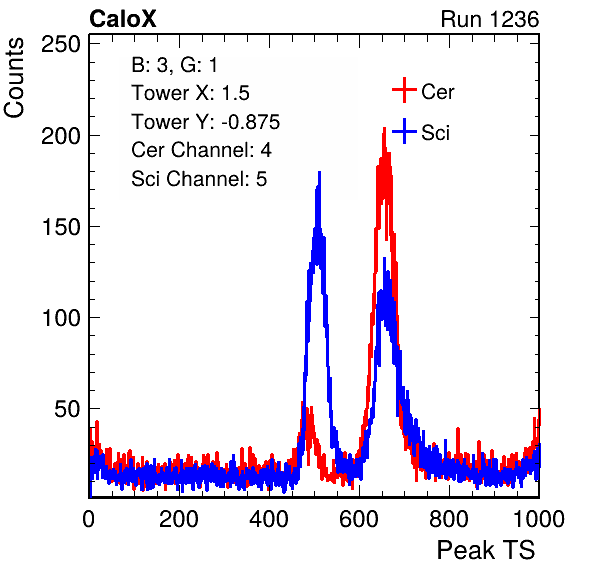 CaloX
Run 1236
Counts
250
200
150
100
50
B: 3, G: 1
Tower X: 1.5
Tower Y: -0.875
Cer Channel: 4
Sci Channel: 5
Cer
Sci
0 200 400 600 800 1000
Peak TS